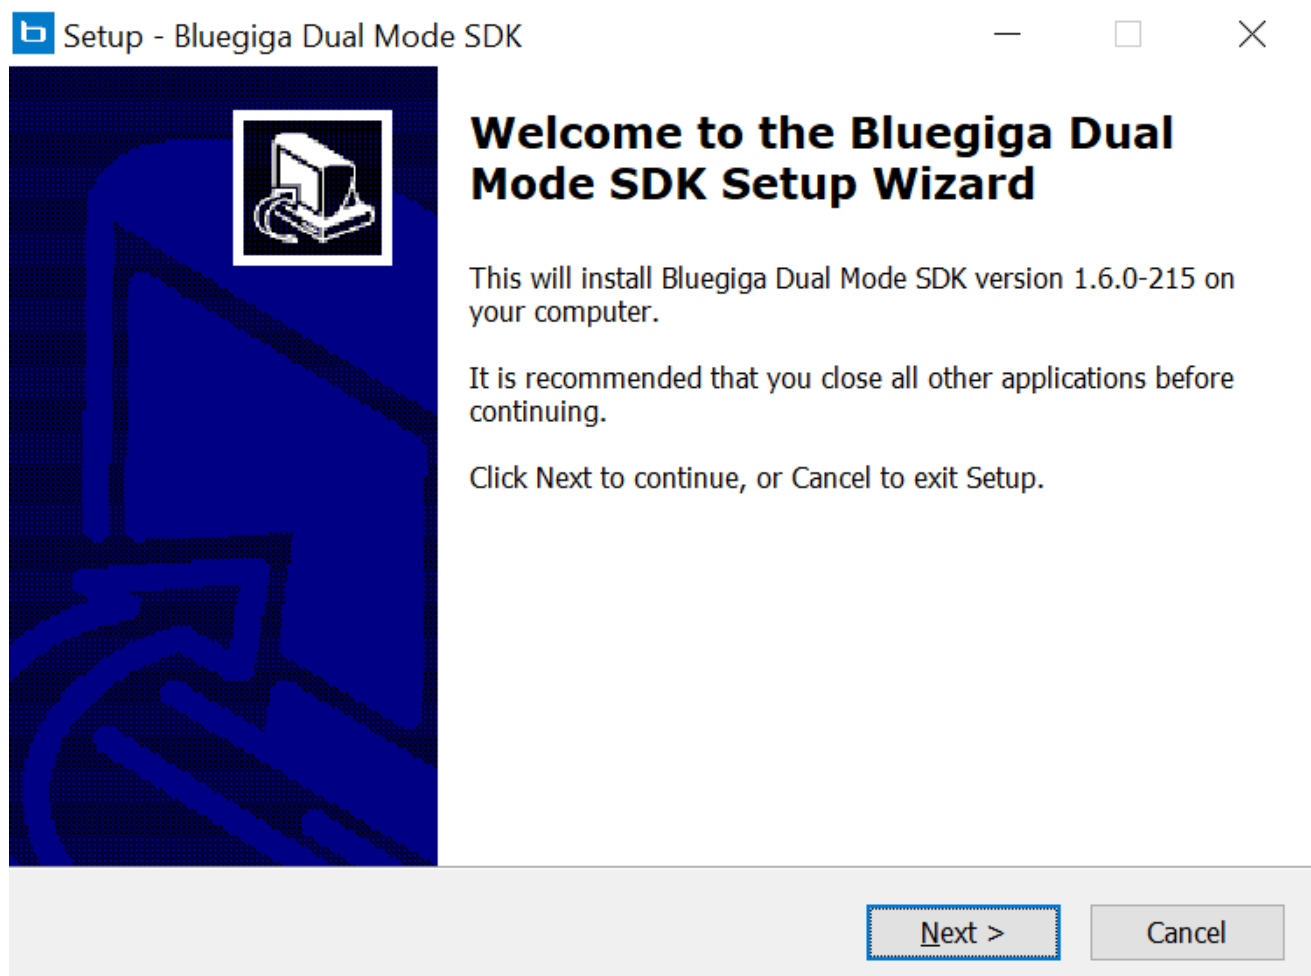 Setup - Bluegiga Dual Mode SDK
Welcome to the Bluegiga Dual
Mode SDK Setup Wizard
This will install Bluegiga Dual Mode SDK version 1.6.0-215 on
your computer.
It is recommended that you close all other applications before
continuing.
Click Next to continue, or Cancel to exit Setup.
Next >
Cancel